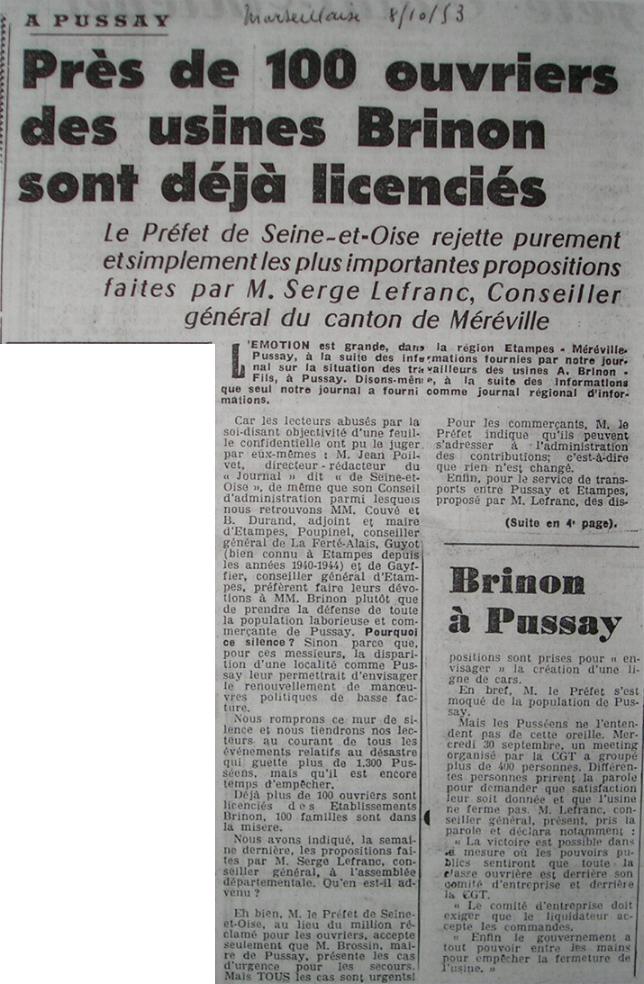 A PUSSAY
Marseillaise 8/10/53
Près de 100 ouvriers
des usines Brinon
sont déjà licenciés
Le Préfet de Seine-et-Oise rejette purement
et simplement les plus importantes propositions
faites par M. Serge Lefranc, Conseiller
général du canton de Méréville
L'EMOTION est grande, dans la région Etampes - Méréville-
Pussay, à la suite des informations fournies par notre jour-
nal sur la situation des travailleurs des usines A. Brinon -
Fils, à Pussay. Disons-même, à la suite des informations
que seul notre journal a fourni comme journal régional d'infor-
mations.
Car les lecteurs abusés par la
soi-disant objectivité d'une feuil-
le confidentielle ont pu le juger
par eux-mêmes : M. Jean Poil-
vet, directeur-rédacteur du
« Journal » dit « de Seine-et-
Oise », de même que son Conseil
d'administration parmi lesquels
nous retrouvons MM. Couvé et
B. Durand, adjoint et maire
d'Etampes, Poupinel, conseiller
général de La Ferté-Alais, Guyot
(bien connu à Etampes depuis
les années 1940-1944) et de Gayf-
fier, conseiller général d'Etam-
pes, préfèrent faire leurs dévo-
tions à MM. Brinon plutôt que
de prendre la défense de toute
la population laborieuse et com-
merçante de Pussay. Pourquoi
ce silence ? Sinon parce que,
pour ces messieurs, la dispari-
tion d'une localité comme Pus-
say leur permettrait d'envisager
le renouvellement de manœu-
vres politiques de basse fac-
ture.
Nous romprons ce mur de si-
lence et nous tiendrons nos lec-
teurs au courant de tous les
événements relatifs au désastre
qui guette plus de 1.300 Pus-
séens, mais qu'il est encore
temps d'empêcher.
Déjà plus de 100 ouvriers sont
licenciés des Etablissements
Brinon, 100 familles sont dans
la misère.
Nous avons indiqué, la semai-
ne dernière, les propositions fai-
tes par M. Serge Lefranc, con-
seiller général, à l'assemblée
départementale. Qu'en est-il ad-
venu ?
Eh bien, M. le Préfet de Seine-
et-Oise, au lieu du million ré-
clamé pour les ouvriers, accepte
seulement que M. Brossin, mai-
re de Pussay, présente les cas
d'urgence pour les secours.
Mais TOUS les cas sont urgents!
Pour les commerçants, M. le
Préfet indique qu'ils peuvent
s'adresser à l'administration
des contributions; c'est-à-dire
que rien n'est changé.
Enfin, pour le service de trans-
ports entre Pussay et Etampes,
proposé par M. Lefranc, des dis-
(Suite en 4e page).
Brinon
à Pussay
positions sont prises pour « en-
visager » la création d'une li-
gne de cars.
En bref, M. le Préfet s'est
moqué de la population de Pus-
say.
Mais les Pusséens ne l'enten-
dent pas de cette oreille. Mer-
credi 30 septembre, un meeting
organisé par la CGT a groupé
plus de 400 personnes. Différen-
tes personnes prirent la parole
pour demander que satisfaction
leur soit donnée et que l'usine
ne ferme pas. M. Lefranc, con-
seiller général, présent, pris la
parole et déclara notamment :
« La victoire est possible dans
la mesure où les pouvoirs pu-
blics sentiront que toute la
classe ouvrière est derrière son
comité d'entreprise et derrière
la CGT.
« Le comité d'entreprise doit
exiger que le liquidateur ac-
cepte les commandes.
« Enfin le gouvernement a
tout pouvoir entre les mains
pour empêcher la fermeture de
l'usine. »